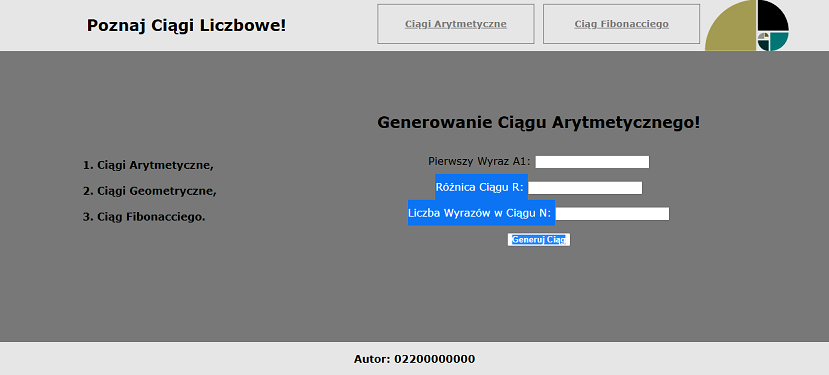 Poznaj Ciągi Liczbowe!
Ciągi Arytmetyczne
Ciąg Fibonacciego
1. Ciągi Arytmetyczne,
2. Ciągi Geometryczne,
3. Ciąg Fibonacciego.
Generowanie Ciągu Arytmetycznego!
Pierwszy Wyraz A1:
Różnica Ciągu R:
Liczba Wyrazów w Ciągu N:
Generuj Ciąg
Autor: 02200000000